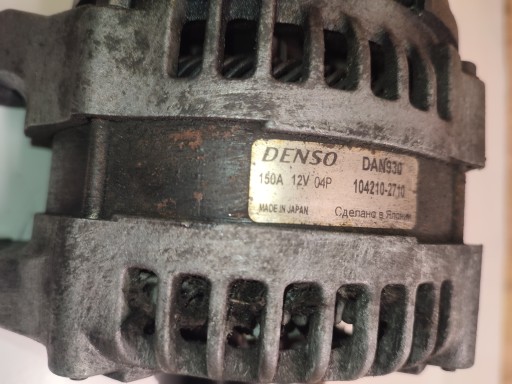 DENSO DAN930
150A 12V 04P 104210-2710
MADE IN JAPAN Сделано в Японии